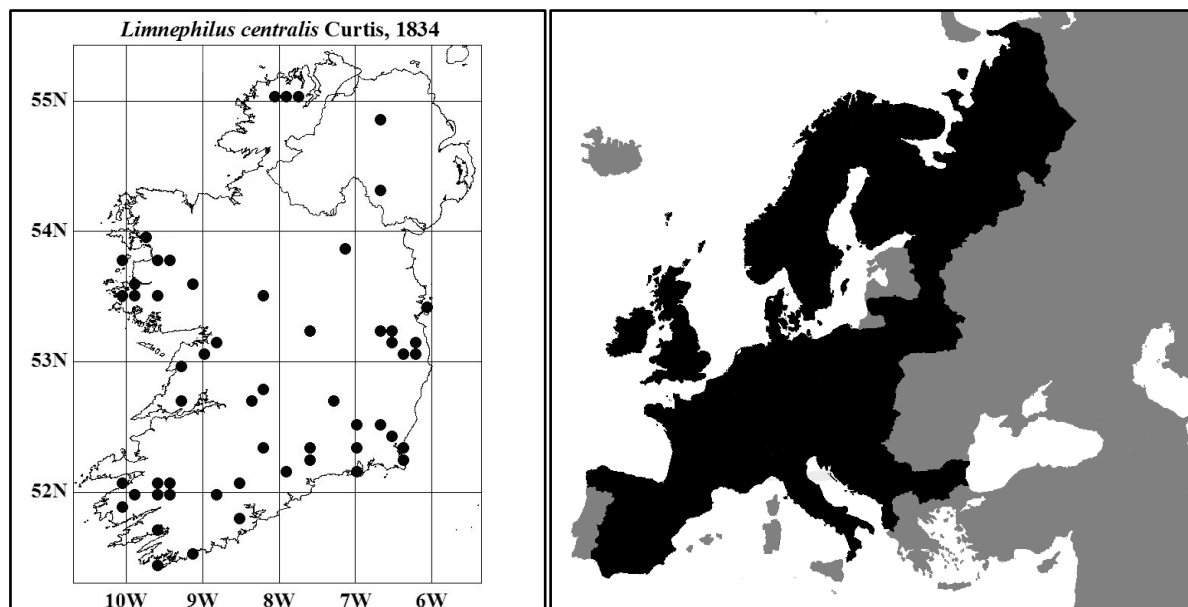 Limnephilus centralis Curtis, 1834
55N
54N
53N
52N
10W 9W 8W 7W 6W